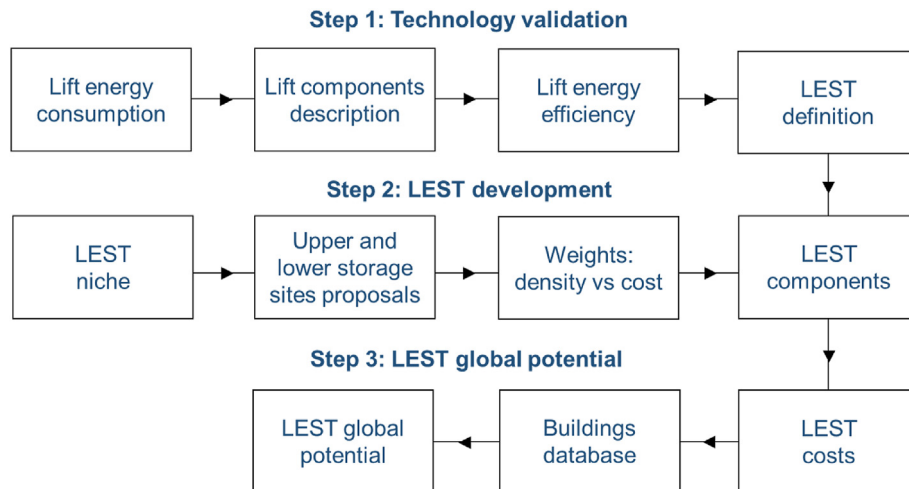 Step 1: Technology validation
Lift energy
consumption
Lift components
description
Lift energy
efficiency
LEST
definition
Step 2: LEST development
LEST
niche
Upper and
lower storage
sites proposals
Weights:
density vs cost
LEST
components
Step 3: LEST global potential
LEST global
potential
Buildings
database
LEST
costs